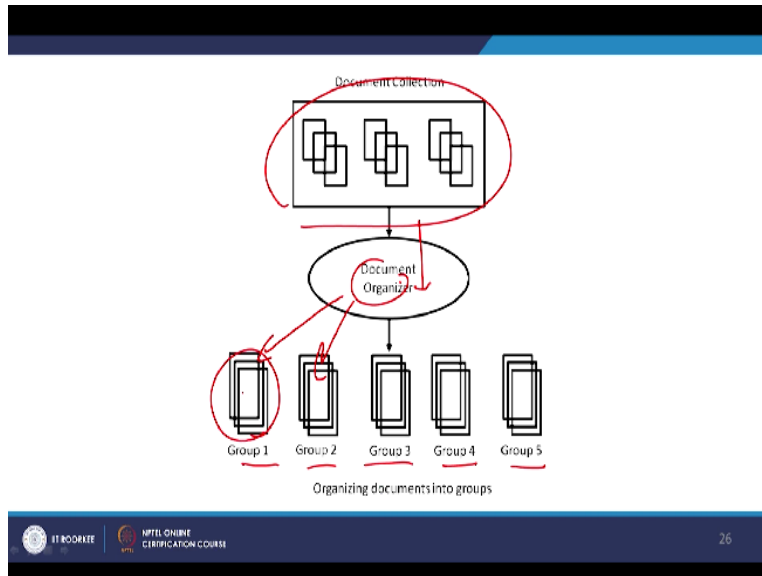 Document Collection
Document
Organizer
Group 1 Group 2 Group 3 Group 4 Group 5
Organizing documents into groups
IIT ROORKEE
NPTEL ONLINE
CERTIFICATION COURSE
NPTEL
26